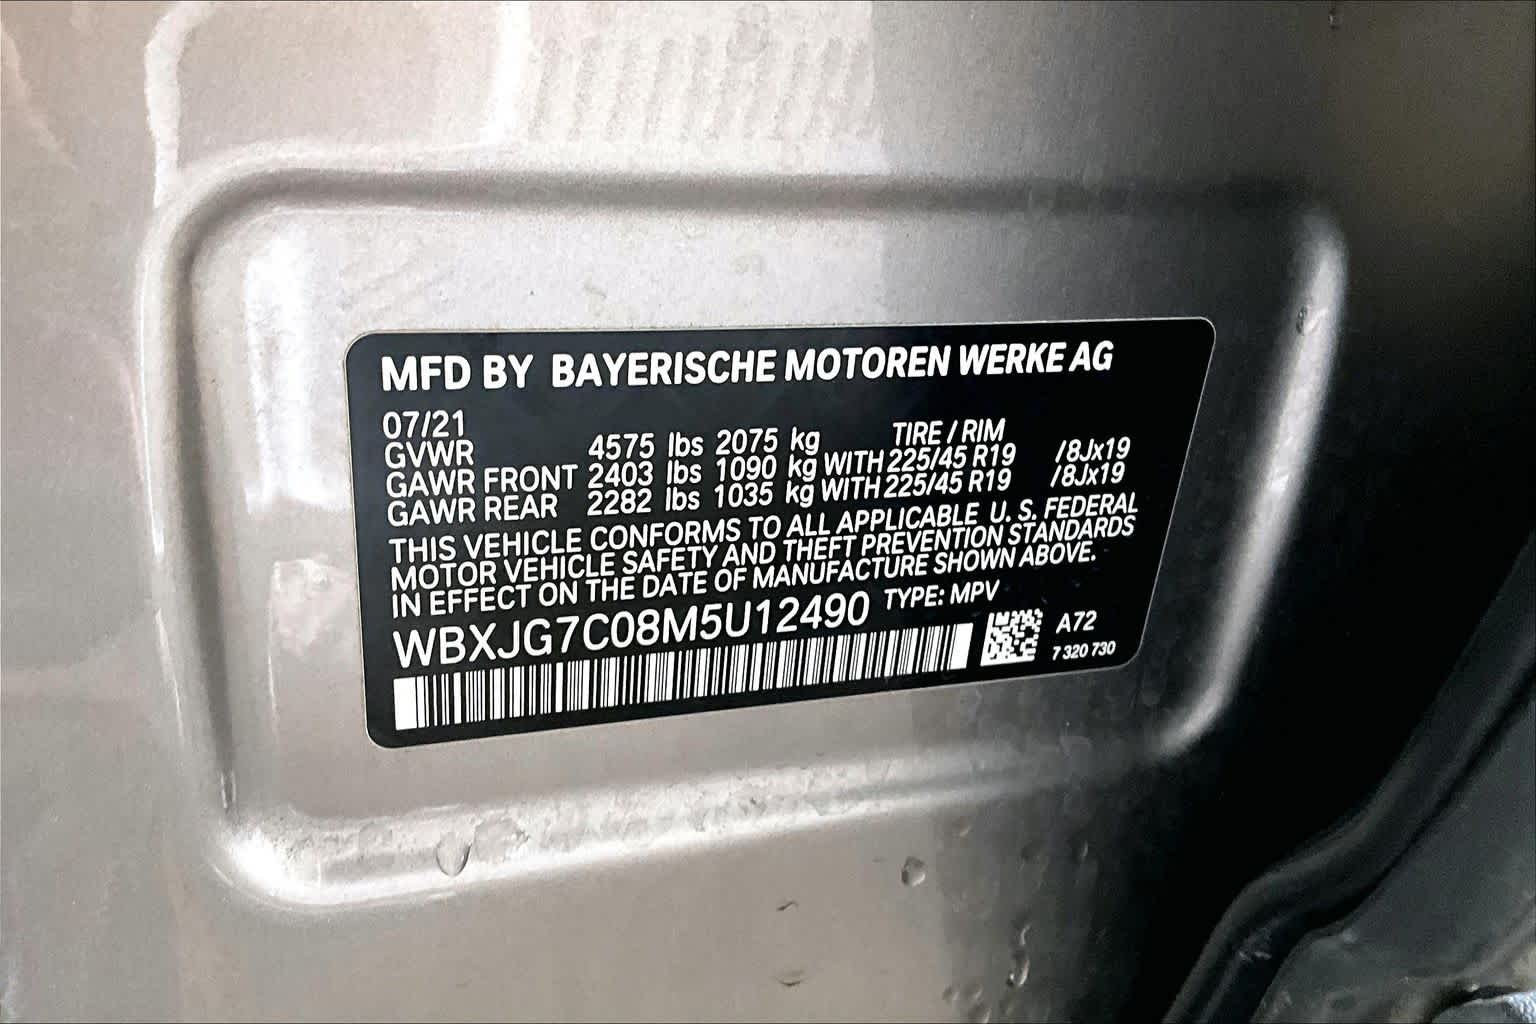 MFD BY BAYERISCHE MOTOREN WERKE AG
07/21 TIRE / RIM
GVWR 4575 lbs 2075 kg
GAWR FRONT 2403 lbs 1090 kg WITH 225/45 R19 /8Jx19
GAWR REAR 2282 lbs 1035 kg WITH 225/45 R19 /8Jx19
THIS VEHICLE CONFORMS TO ALL APPLICABLE U. S. FEDERAL
MOTOR VEHICLE SAFETY AND THEFT PREVENTION STANDARDS
IN EFFECT ON THE DATE OF MANUFACTURE SHOWN ABOVE.
WBXJG7C08M5U12490 TYPE: MPV
A72
7 320 730